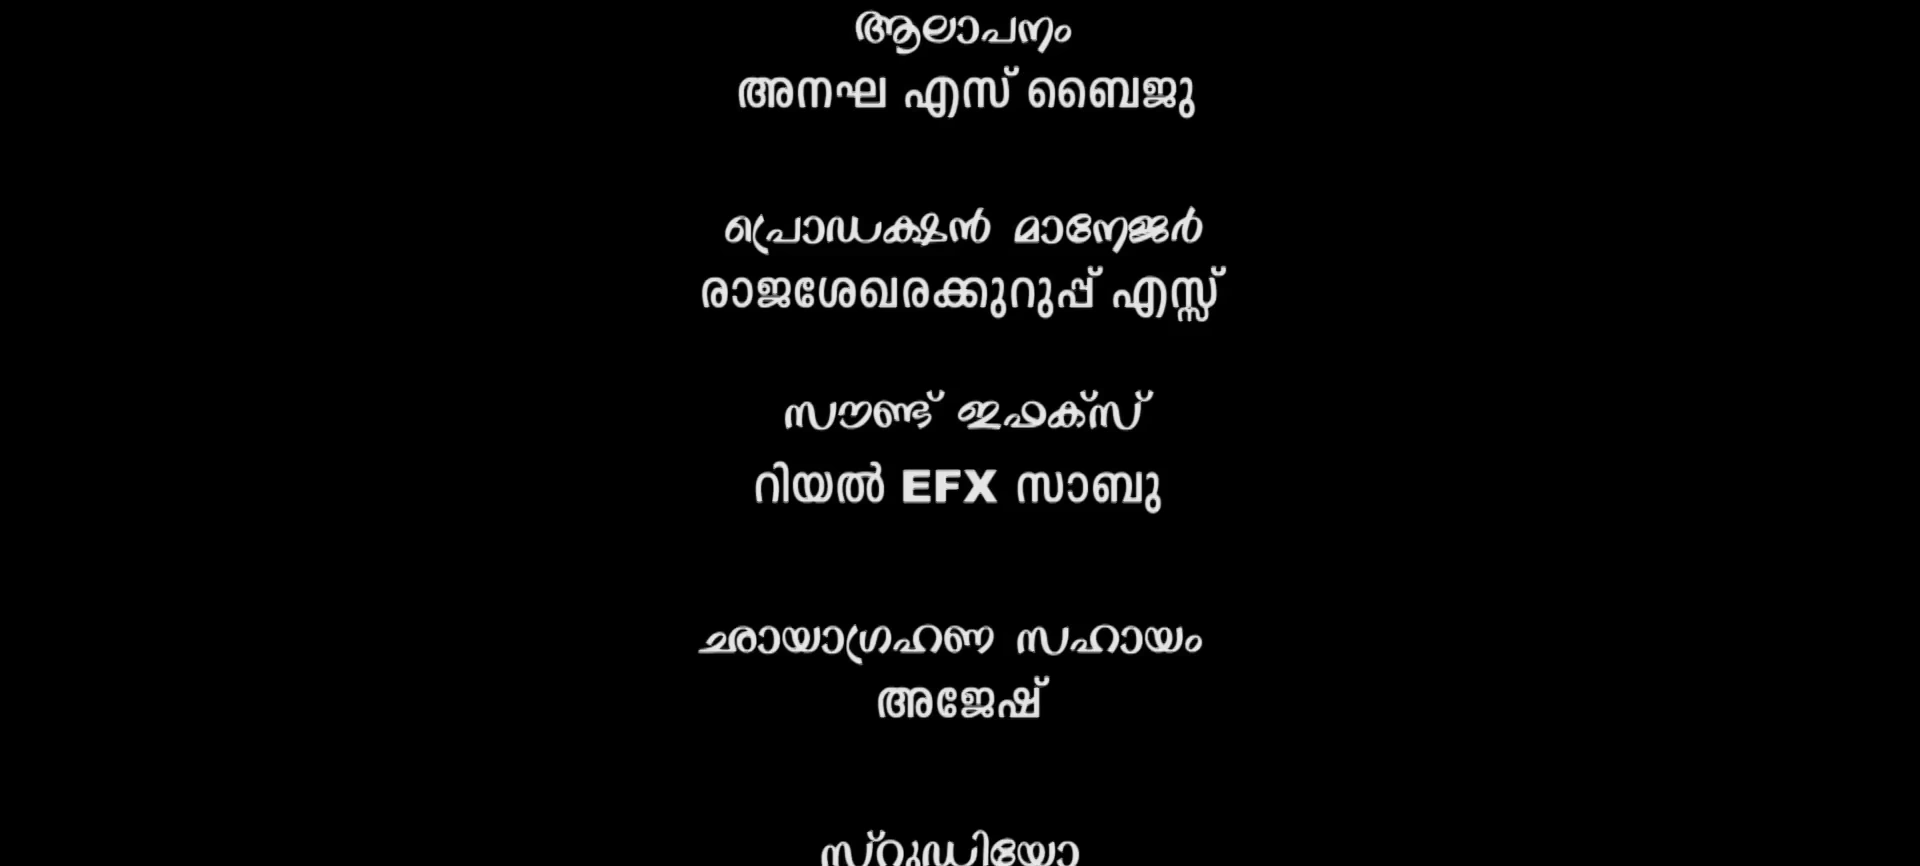 ആലാപനം
അനഘ എസ് ബൈജു
പ്രൊഡക്ഷൻ മാനേജർ
രാജശേഖരക്കുറുപ്പ് എസ്സ്
സൗണ്ട് ഇഫക്സ്
റിയൽ EFX സാബു
ഛായാഗ്രഹണ സഹായം
അജേഷ്
സ്റ്റുഡിയോ